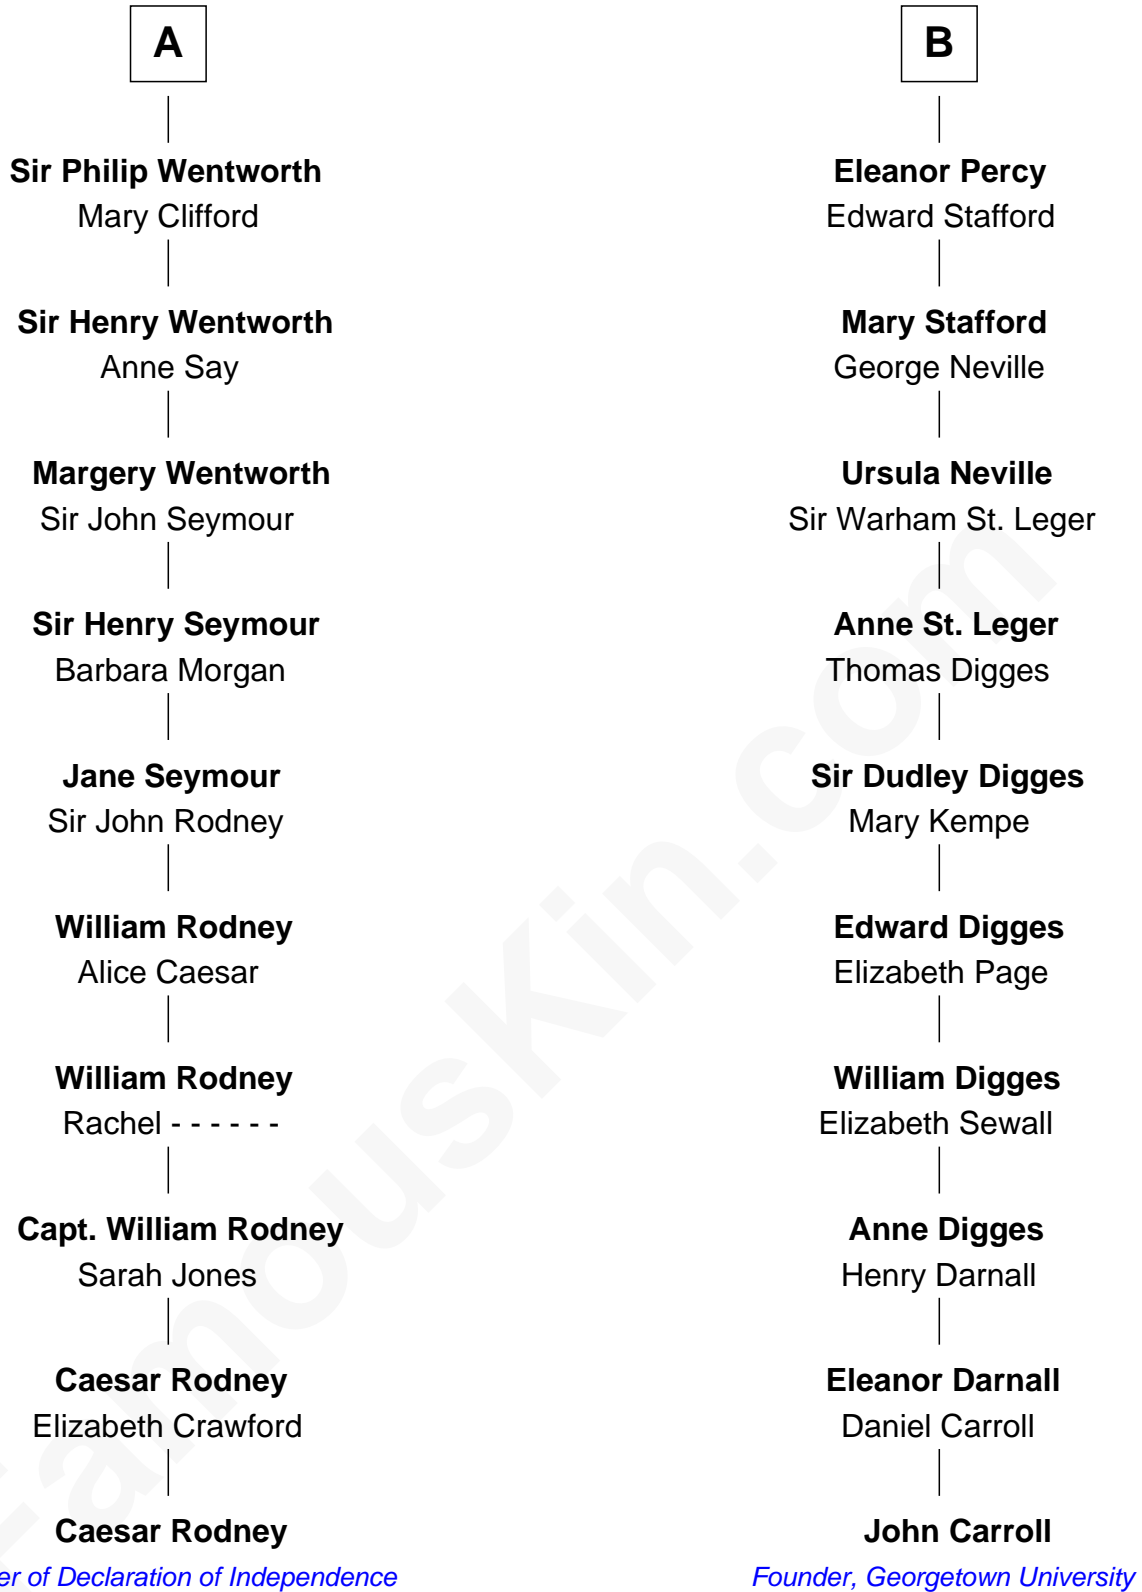 A
Sir Philip Wentworth
Mary Clifford
Sir Henry Wentworth
Anne Say
Margery Wentworth
Sir John Seymour
Sir Henry Seymour
Barbara Morgan
Jane Seymour
Sir John Rodney
William Rodney
Alice Caesar
William Rodney
Rachel - - - - - -
Capt. William Rodney
Sarah Jones
Caesar Rodney
Elizabeth Crawford
Caesar Rodney
er of Declaration of Independence
B
Eleanor Percy
Edward Stafford
Mary Stafford
George Neville
Ursula Neville
Sir Warham St. Leger
Anne St. Leger
Thomas Digges
Sir Dudley Digges
Mary Kempe
Edward Digges
Elizabeth Page
William Digges
Elizabeth Sewall
Anne Digges
Henry Darnall
Eleanor Darnall
Daniel Carroll
John Carroll
Founder, Georgetown University
FamousKin.com